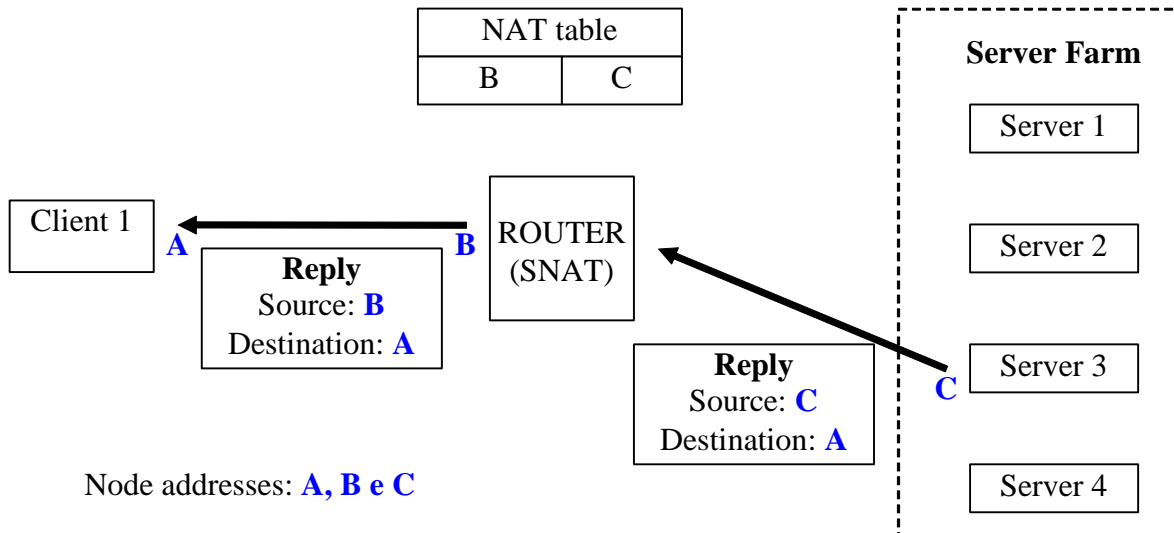 NAT table
B C
Server Farm
Server 1
Client 1
A
B
ROUTER
(SNAT)
Server 2
Reply
Source: B
Destination: A
Reply
Source: C
Destination: A
C
Server 3
Node addresses: A, B e C
Server 4